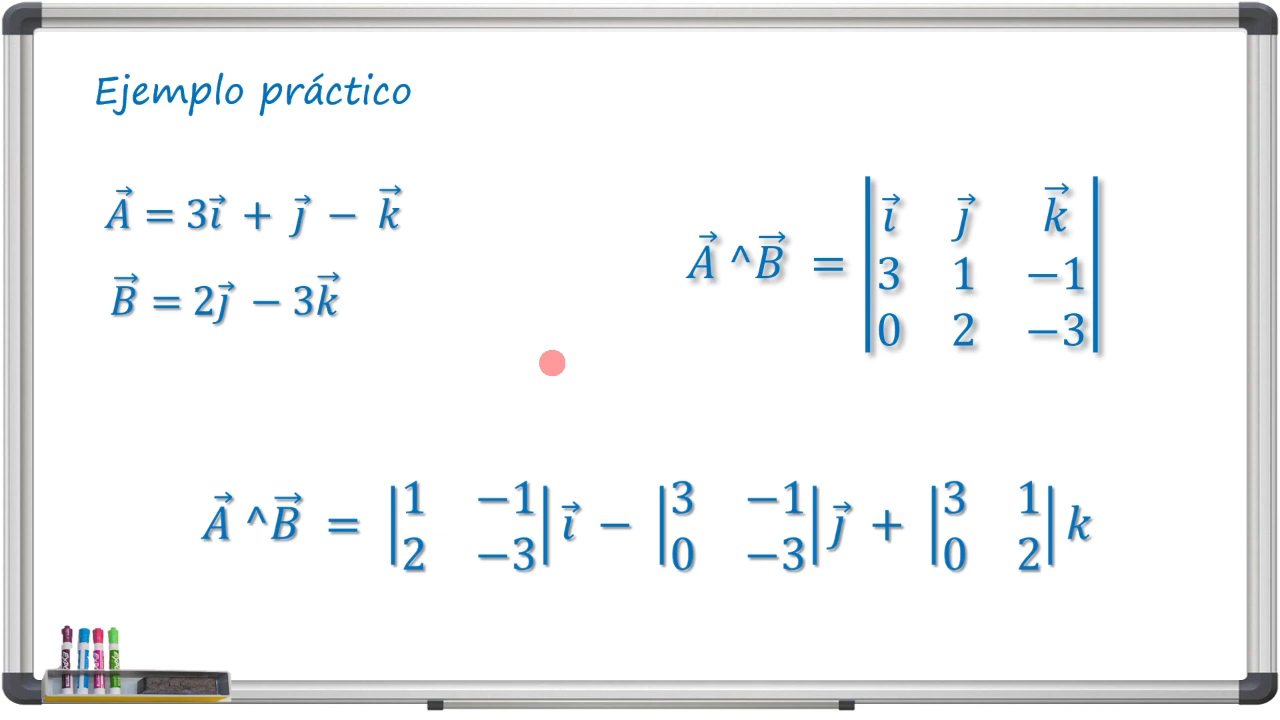 Ejemplo práctico
A⃗ = 3i⃗ + j⃗ − k⃗
B⃗ = 2j⃗ − 3k⃗
A⃗ ^ B⃗ = | i⃗ j⃗ k⃗ |
| 3 1 −1 |
| 0 2 −3 |
A⃗ ^ B⃗ = | 1 −1 | i⃗ − | 3 −1 | j⃗ + | 3 1 | k
| 2 −3 | | 0 −3 | | 0 2 |